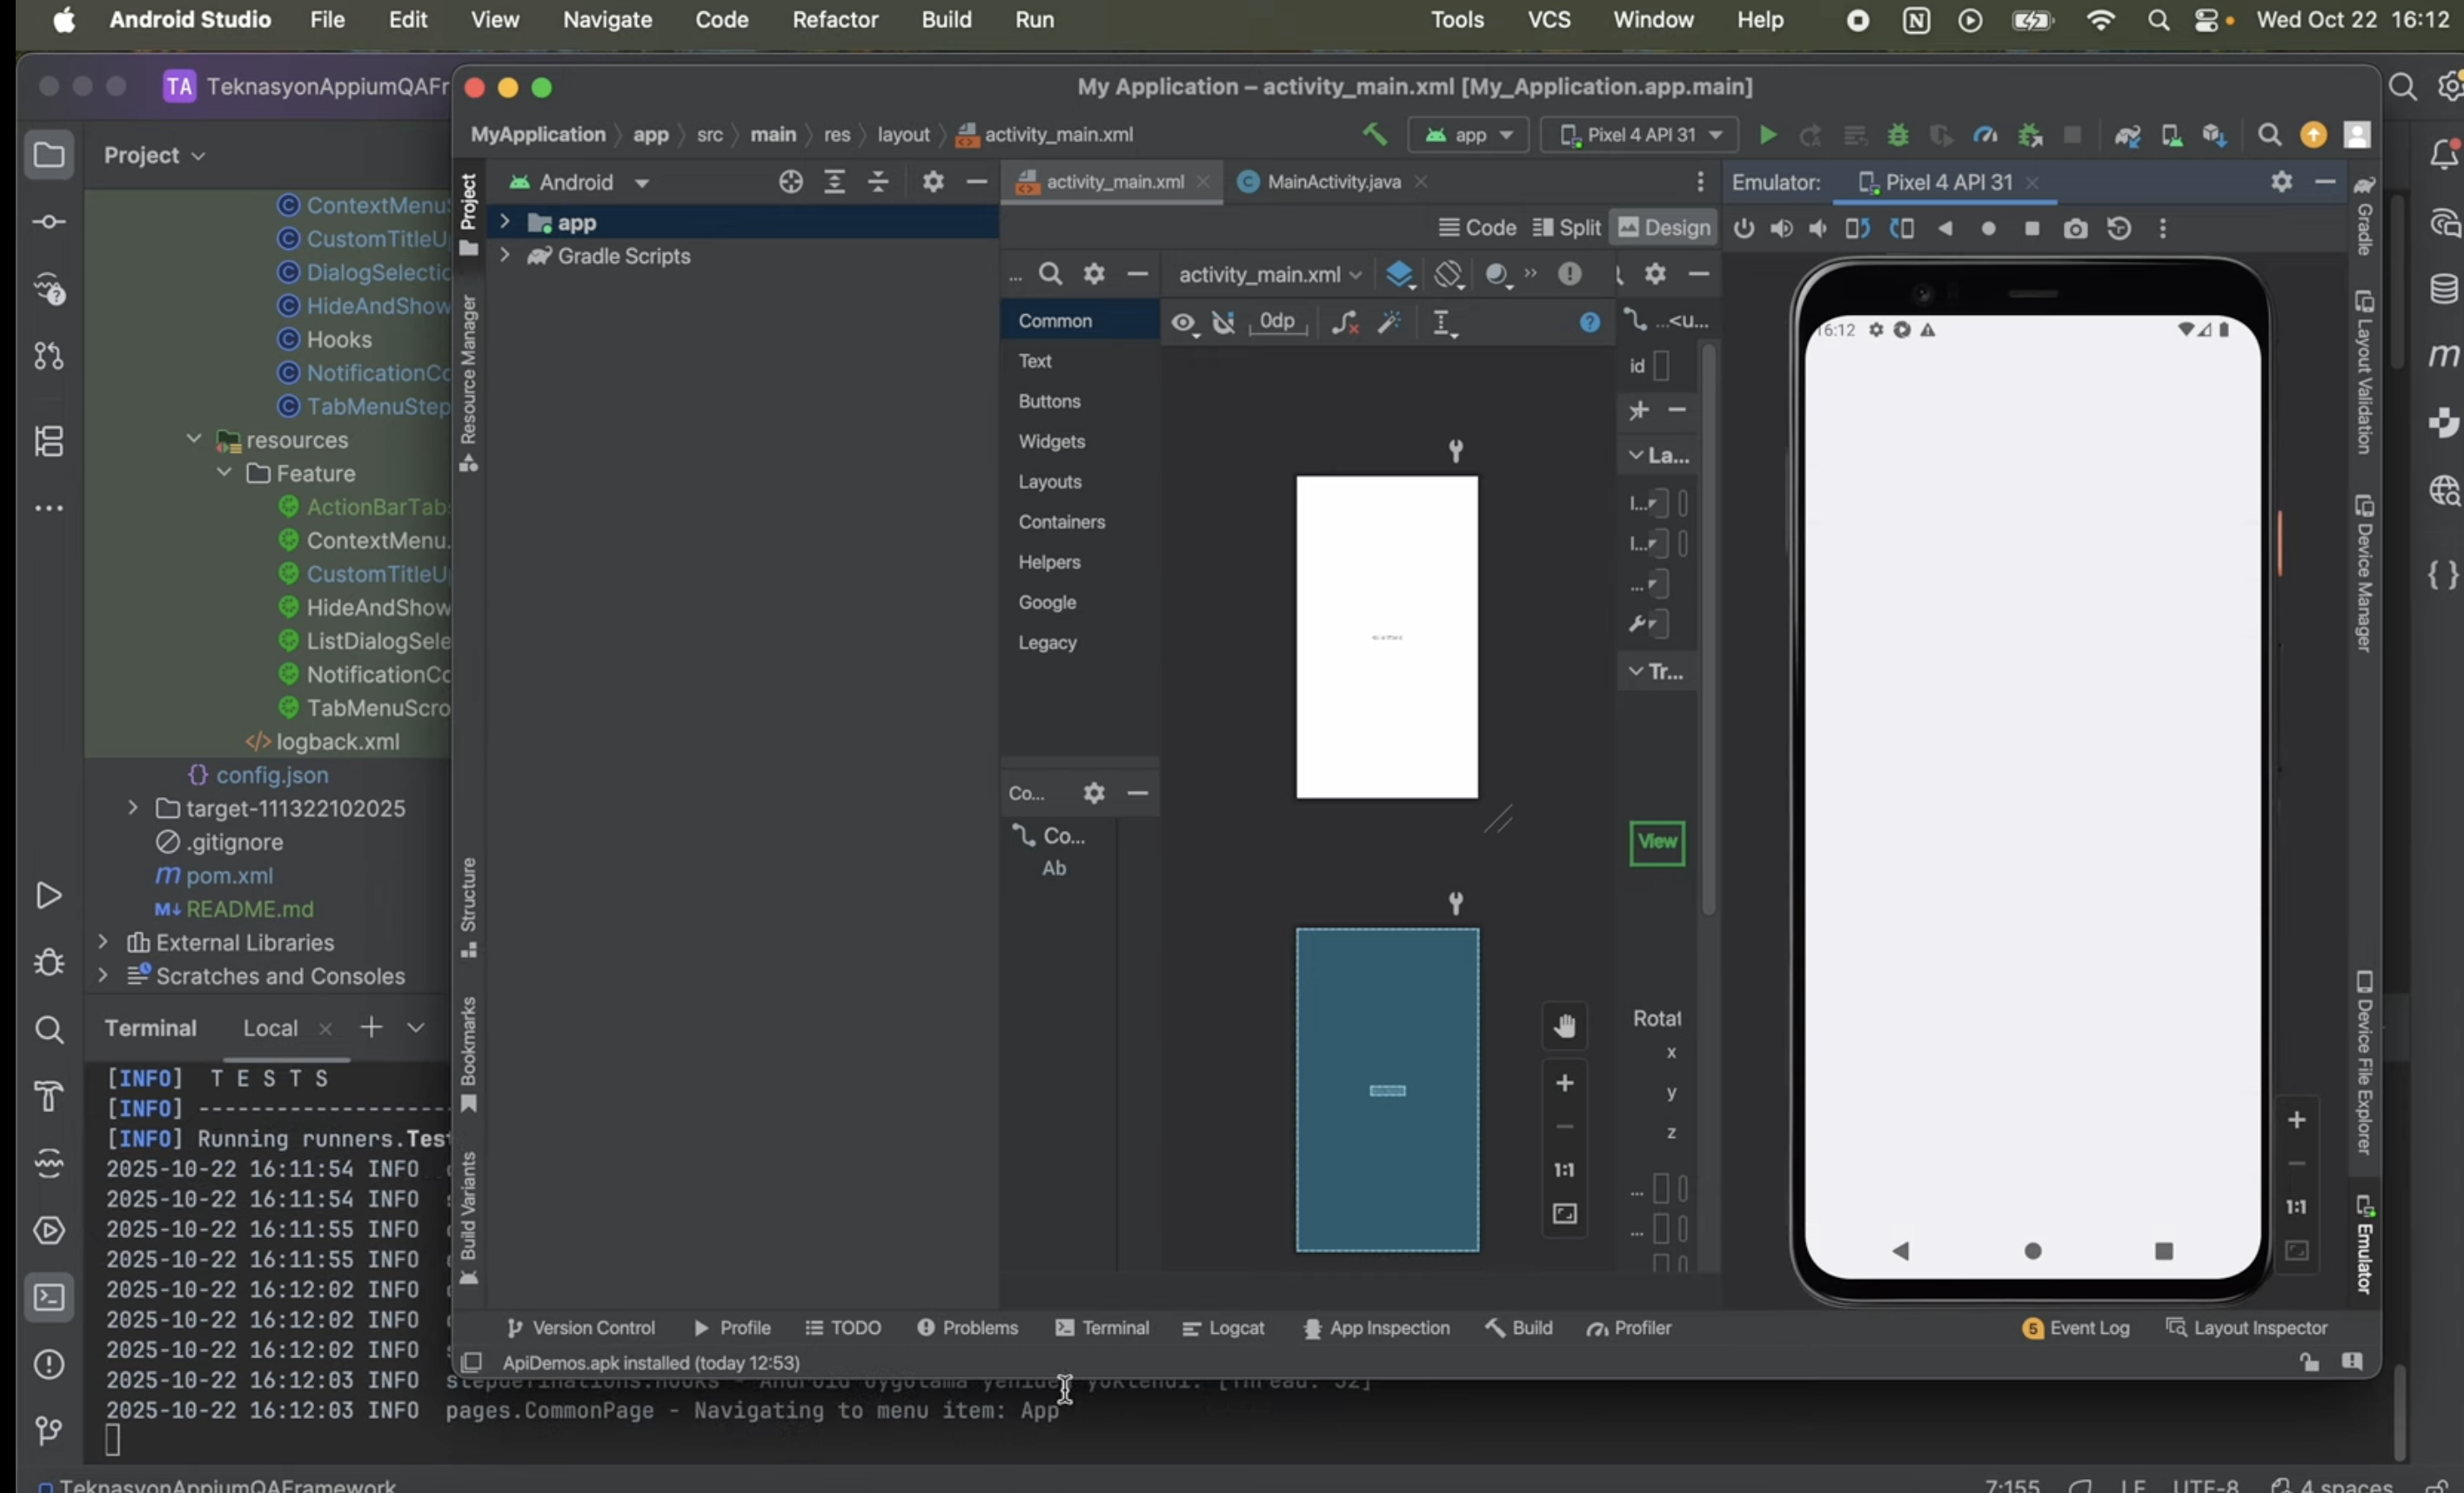 Android Studio File Edit View Navigate Code Refactor Build Run Tools VCS Window Help Wed Oct 22 16:12
TA TeknasyonAppiumQAFr
My Application – activity_main.xml [My_Application.app.main]
MyApplication app src main res layout activity_main.xml
app Pixel 4 API 31
Project
ContextMenu
CustomTitleU
DialogSelectio
HideAndShow
Hooks
NotificationCo
TabMenuStep
resources
Feature
ActionBarTab
ContextMenu.
CustomTitleU
HideAndShow
ListDialogSele
NotificationCo
TabMenuScro
logback.xml
config.json
target-111322102025
.gitignore
pom.xml
README.md
External Libraries
Scratches and Consoles
Project
Resource Manager
Structure
Bookmarks
Build Variants
Android
app
Gradle Scripts
activity_main.xml
MainActivity.java
Code Split Design
activity_main.xml
0dp
Common
Text
Buttons
Widgets
Layouts
Containers
Helpers
Google
Legacy
Co...
Co...
Ab
1:1
...<u...
id
La...
Tr...
View
Rotat
x
y
z
Emulator: Pixel 4 API 31
16:12
1:1
Gradle
Layout Validation
Device Manager
Device File Explorer
Emulator
Version Control Profile TODO Problems Terminal Logcat App Inspection Build Profiler 5 Event Log Layout Inspector
ApiDemos.apk installed (today 12:53)
Terminal Local
[INFO] T E S T S
[INFO] -------------------
[INFO] Running runners.Tes
2025-10-22 16:11:54 INFO
2025-10-22 16:11:54 INFO
2025-10-22 16:11:55 INFO
2025-10-22 16:11:55 INFO
2025-10-22 16:12:02 INFO
2025-10-22 16:12:02 INFO
2025-10-22 16:12:02 INFO
2025-10-22 16:12:03 INFO stepdefinations.Hooks - Android uygulama yeniden yüklendi. [Thread: 32]
2025-10-22 16:12:03 INFO pages.CommonPage - Navigating to menu item: App
TeknasyonAppiumQAFramework 7:155 LF UTF-8 4 spaces